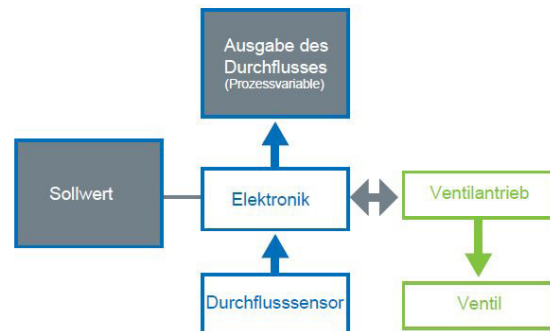 Ausgabe des
Durchflusses
(Prozessvariable)
Sollwert
Elektronik
Ventilantrieb
Durchflusssensor
Ventil